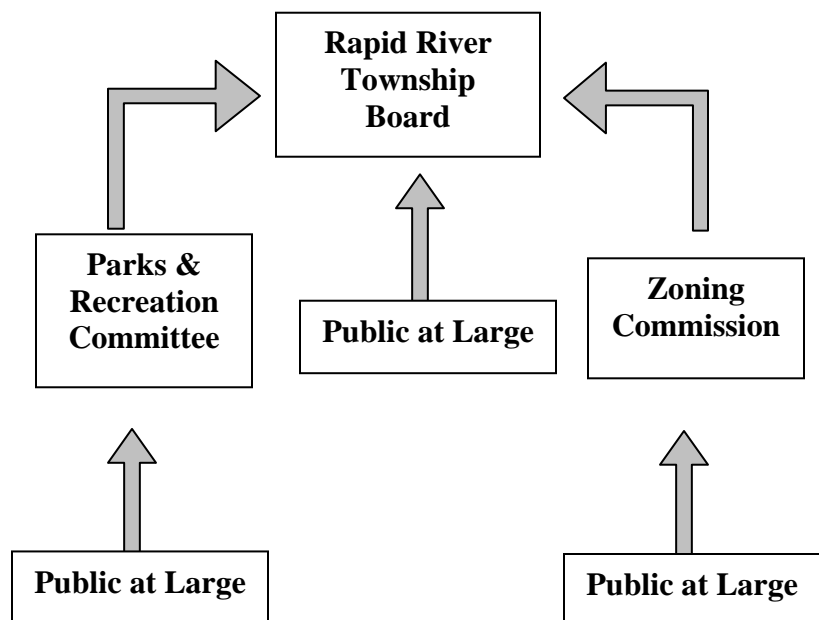 Rapid River
Township
Board
Parks &
Recreation
Committee
Public at Large
Zoning
Commission
Public at Large
Public at Large